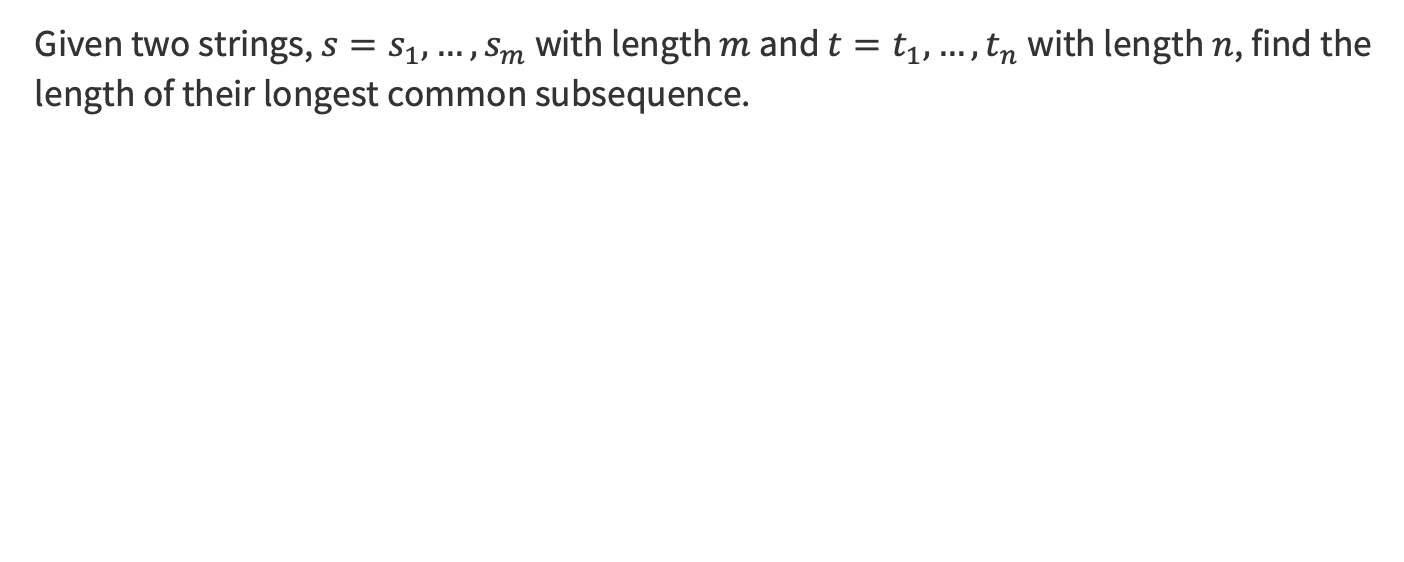 Given two strings, s = s₁, … , sₘ with length m and t = t₁, … , tₙ with length n, find the
length of their longest common subsequence.